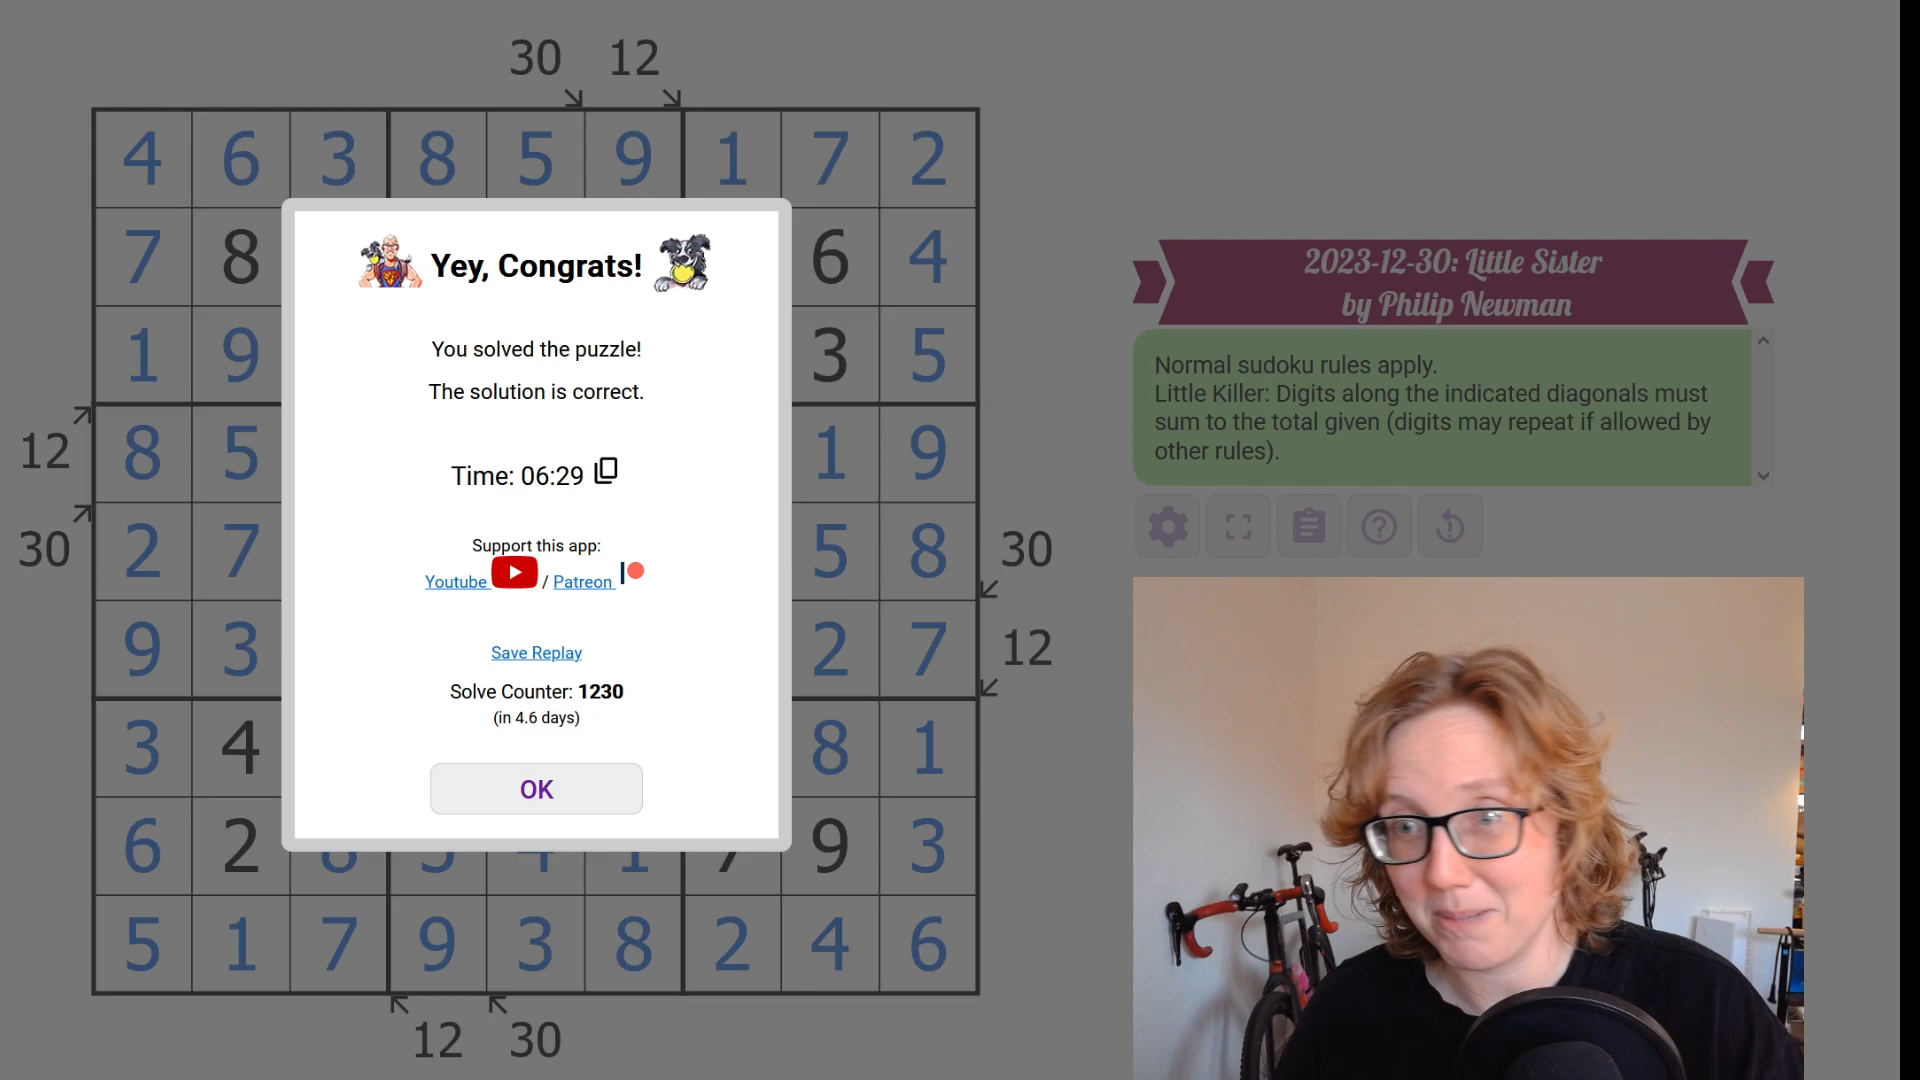 30 12
4 6 3 8 5 9 1 7 2
7 8 6 4
1 9 3 5
12 8 5 1 9
30 2 7 5 8 30
9 3 2 7 12
3 4 8 1
6 2 8 5 4 1 7 9 3
5 1 7 9 3 8 2 4 6
12 30
Yey, Congrats!
You solved the puzzle!
The solution is correct.
Time: 06:29
Support this app:
Youtube / Patreon
Save Replay
Solve Counter: 1230
(in 4.6 days)
OK
2023-12-30: Little Sister
by Philip Newman
Normal sudoku rules apply.
Little Killer: Digits along the indicated diagonals must
sum to the total given (digits may repeat if allowed by
other rules).